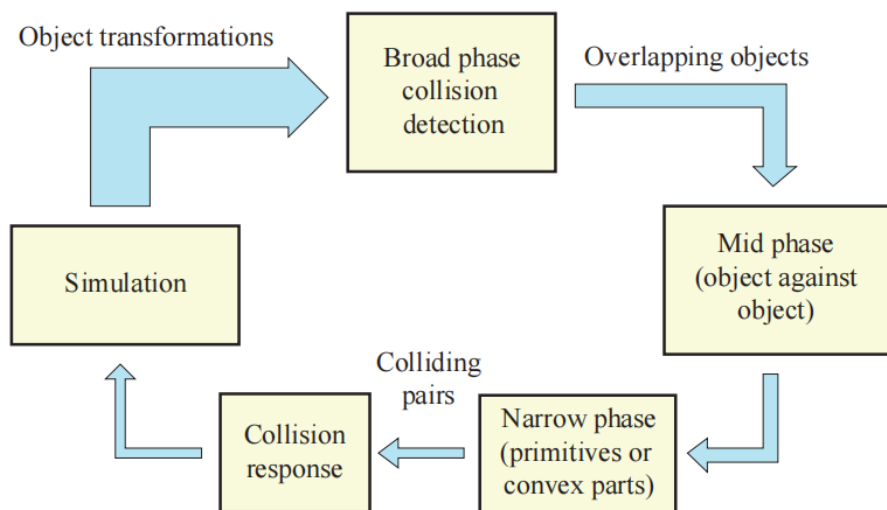 Object transformations
Broad phase
collision
detection
Overlapping objects
Mid phase
(object against
object)
Simulation
Colliding
pairs
Narrow phase
(primitives or
convex parts)
Collision
response